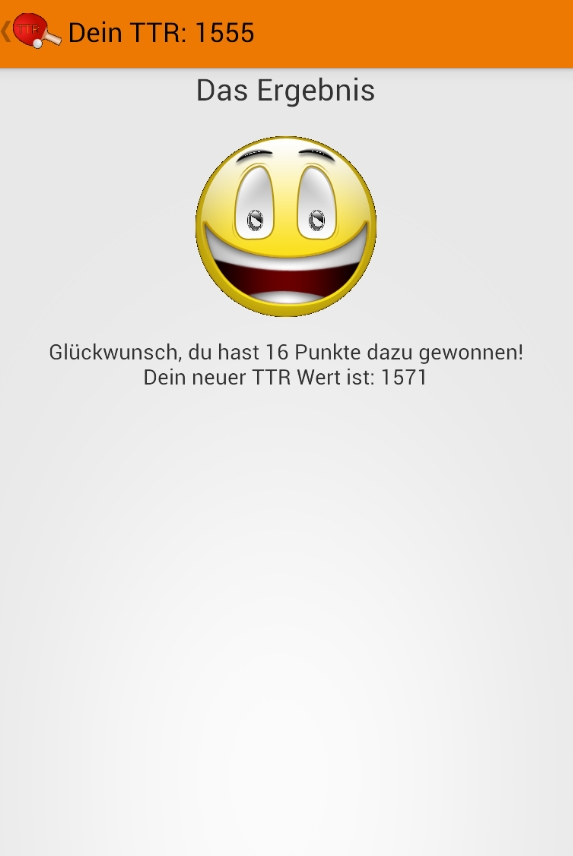 TTR
Dein TTR: 1555
Das Ergebnis
Glückwunsch, du hast 16 Punkte dazu gewonnen!
Dein neuer TTR Wert ist: 1571